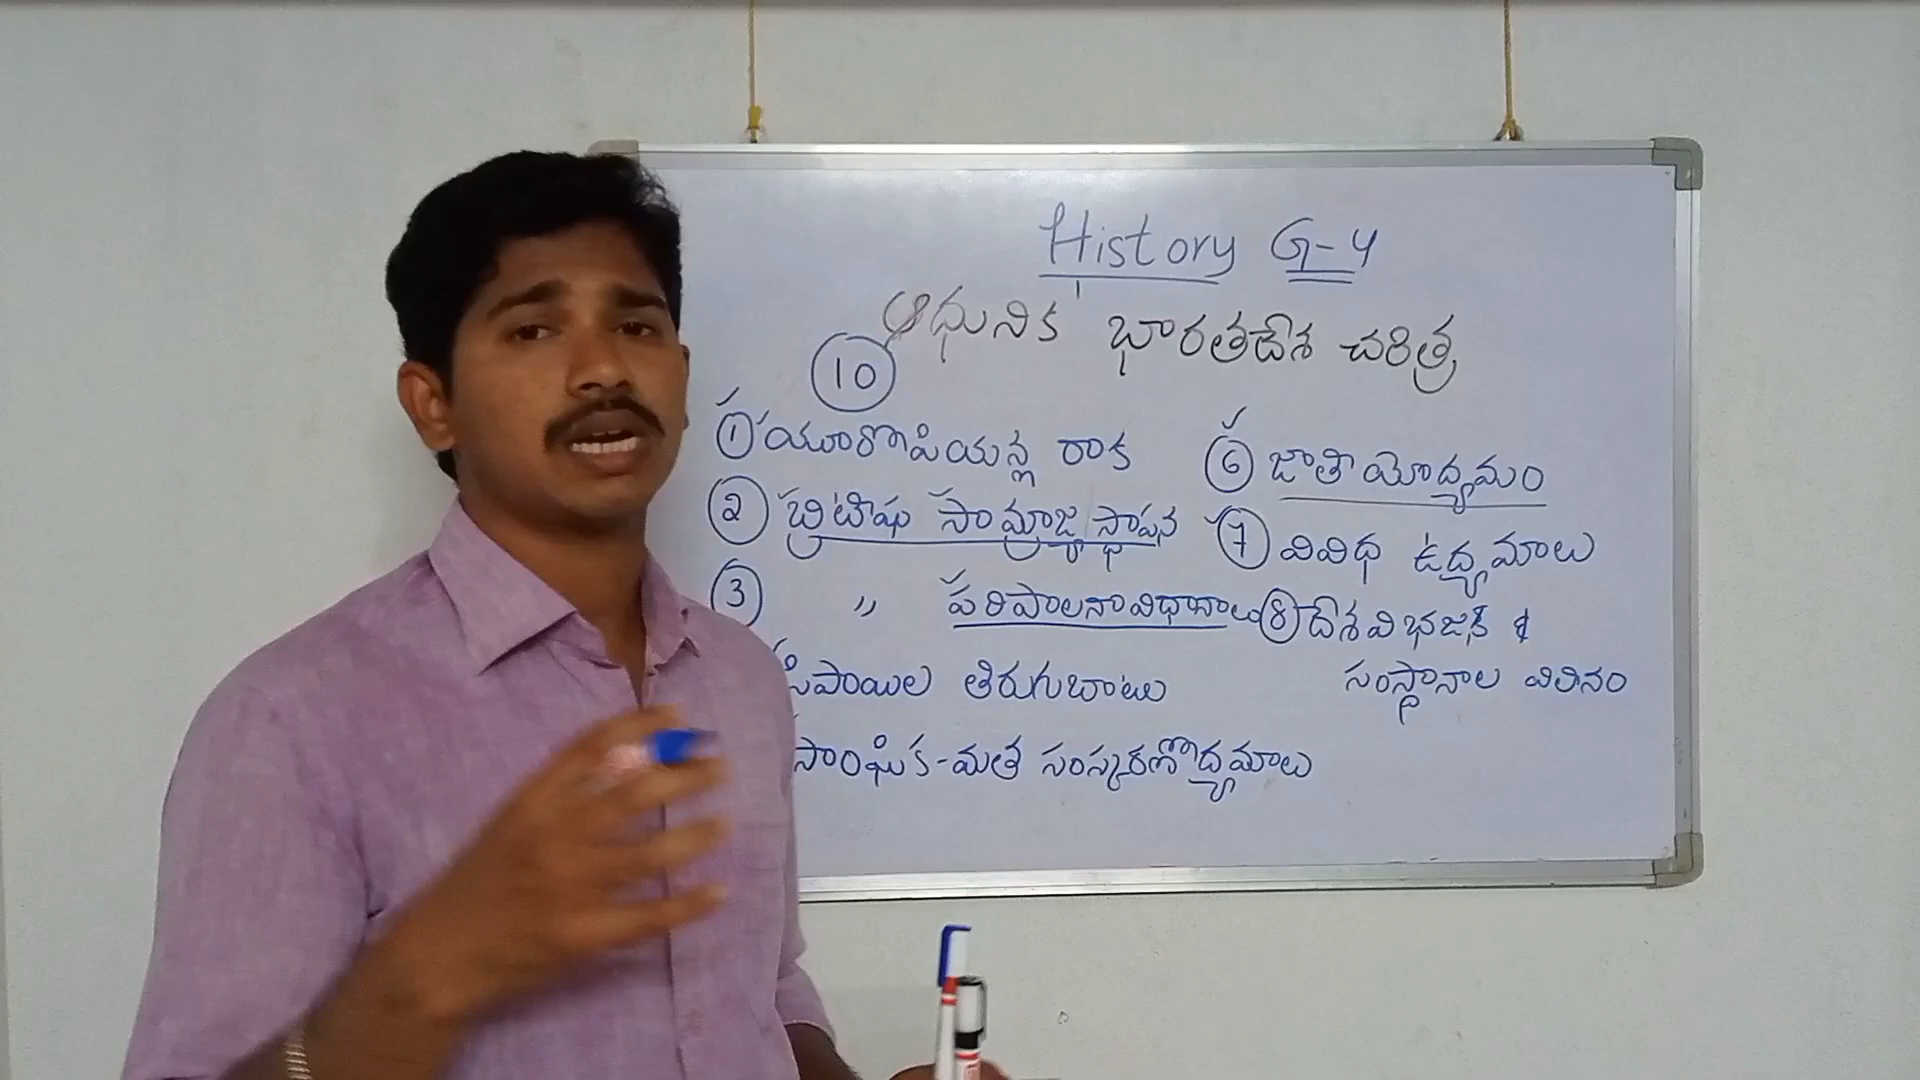 History G-4
ఆధునిక భారతదేశ చరిత్ర
10
1 యూరోపియన్ల రాక
2 బ్రిటీషు సామ్రాజ్య స్థాపన
3 〃 పరిపాలనా విధానాలు
సిపాయిల తిరుగుబాటు
సాంఘిక-మత సంస్కరణోద్యమాలు
6 జాతీయోద్యమం
7 వివిధ ఉద్యమాలు
8 దేశ విభజన &
సంస్థానాల విలీనం